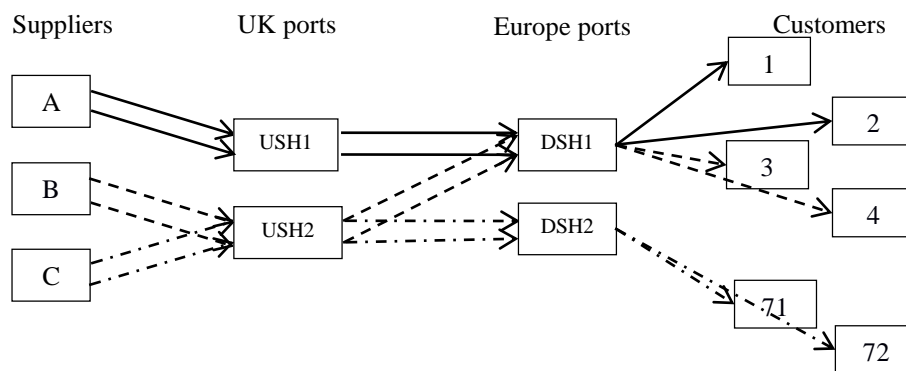 Suppliers UK ports Europe ports Customers
1
A
2
USH1 DSH1
3
B
4
USH2 DSH2
C
71
72